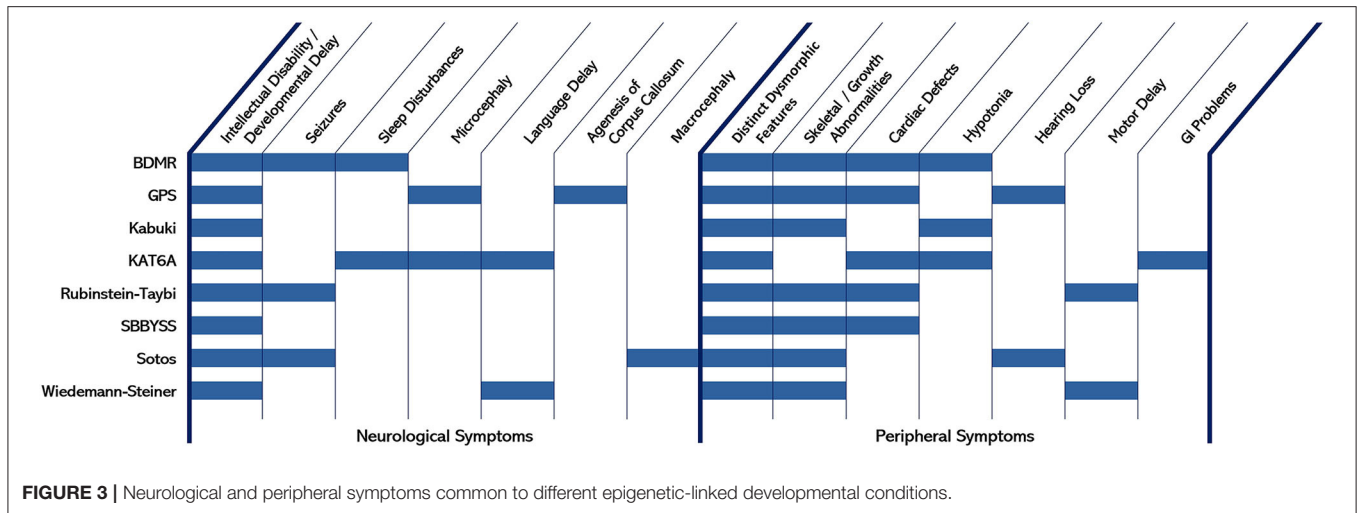 Intellectual Disability /
Developmental Delay
Seizures
Sleep Disturbances
Microcephaly
Language Delay
Agenesis of
Corpus Callosum
Macrocephaly
Distinct Dysmorphic
Features
Skeletal / Growth
Abnormalities
Cardiac Defects
Hypotonia
Hearing Loss
Motor Delay
GI Problems
BDMR
GPS
Kabuki
KAT6A
Rubinstein-Taybi
SBBYSS
Sotos
Wiedemann-Steiner
Neurological Symptoms
Peripheral Symptoms
FIGURE 3 | Neurological and peripheral symptoms common to different epigenetic-linked developmental conditions.